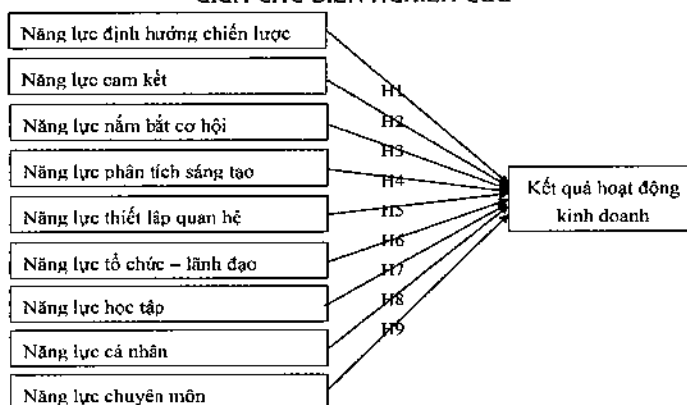 Năng lực định hướng chiến lược
Năng lực cam kết
Năng lực nắm bắt cơ hội
Năng lực phân tích sáng tạo
Năng lực thiết lập quan hệ
Năng lực tổ chức – lãnh đạo
Năng lực học tập
Năng lực cá nhân
Năng lực chuyên môn
H1
H2
H3
H4
H5
H6
H7
H8
H9
Kết quả hoạt động
kinh doanh